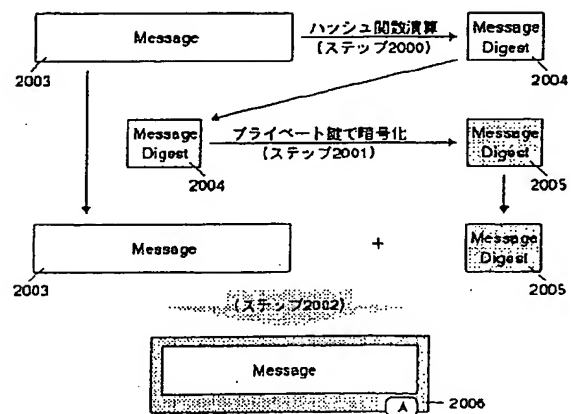 Message
ハッシュ関数演算
(ステップ2000)
Message
Digest
2003
2004
Message
Digest
プライベート鍵で暗号化
(ステップ2001)
Message
Digest
2004
2005
Message
+
Message
Digest
2003
2005
(ステップ2002)
Message
A
2006